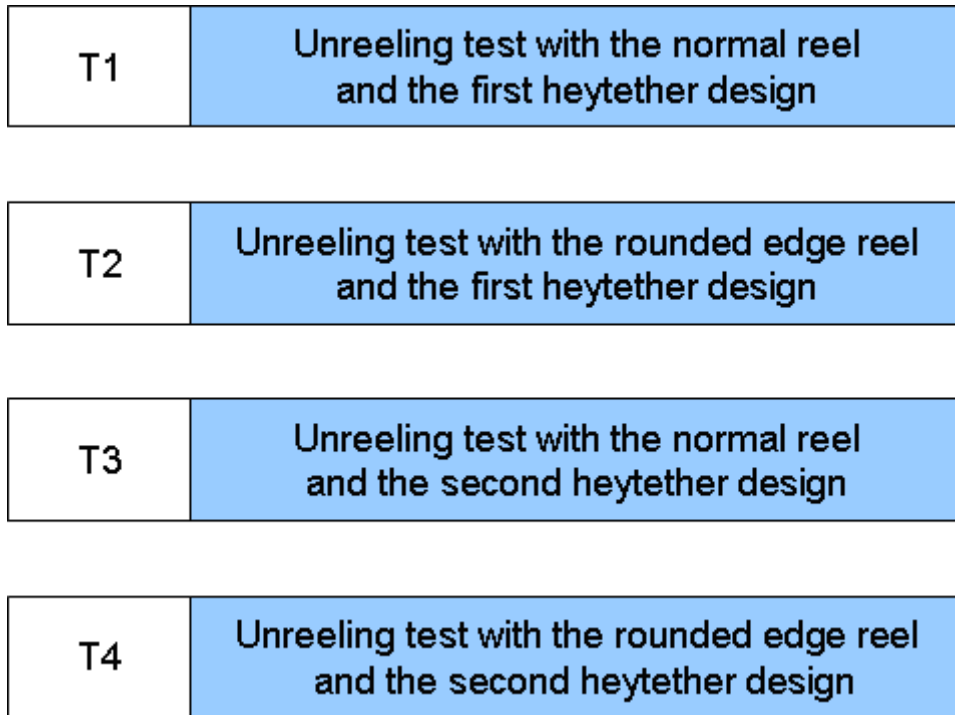 T1
Unreeling test with the normal reel
and the first heytether design
T2
Unreeling test with the rounded edge reel
and the first heytether design
T3
Unreeling test with the normal reel
and the second heytether design
T4
Unreeling test with the rounded edge reel
and the second heytether design